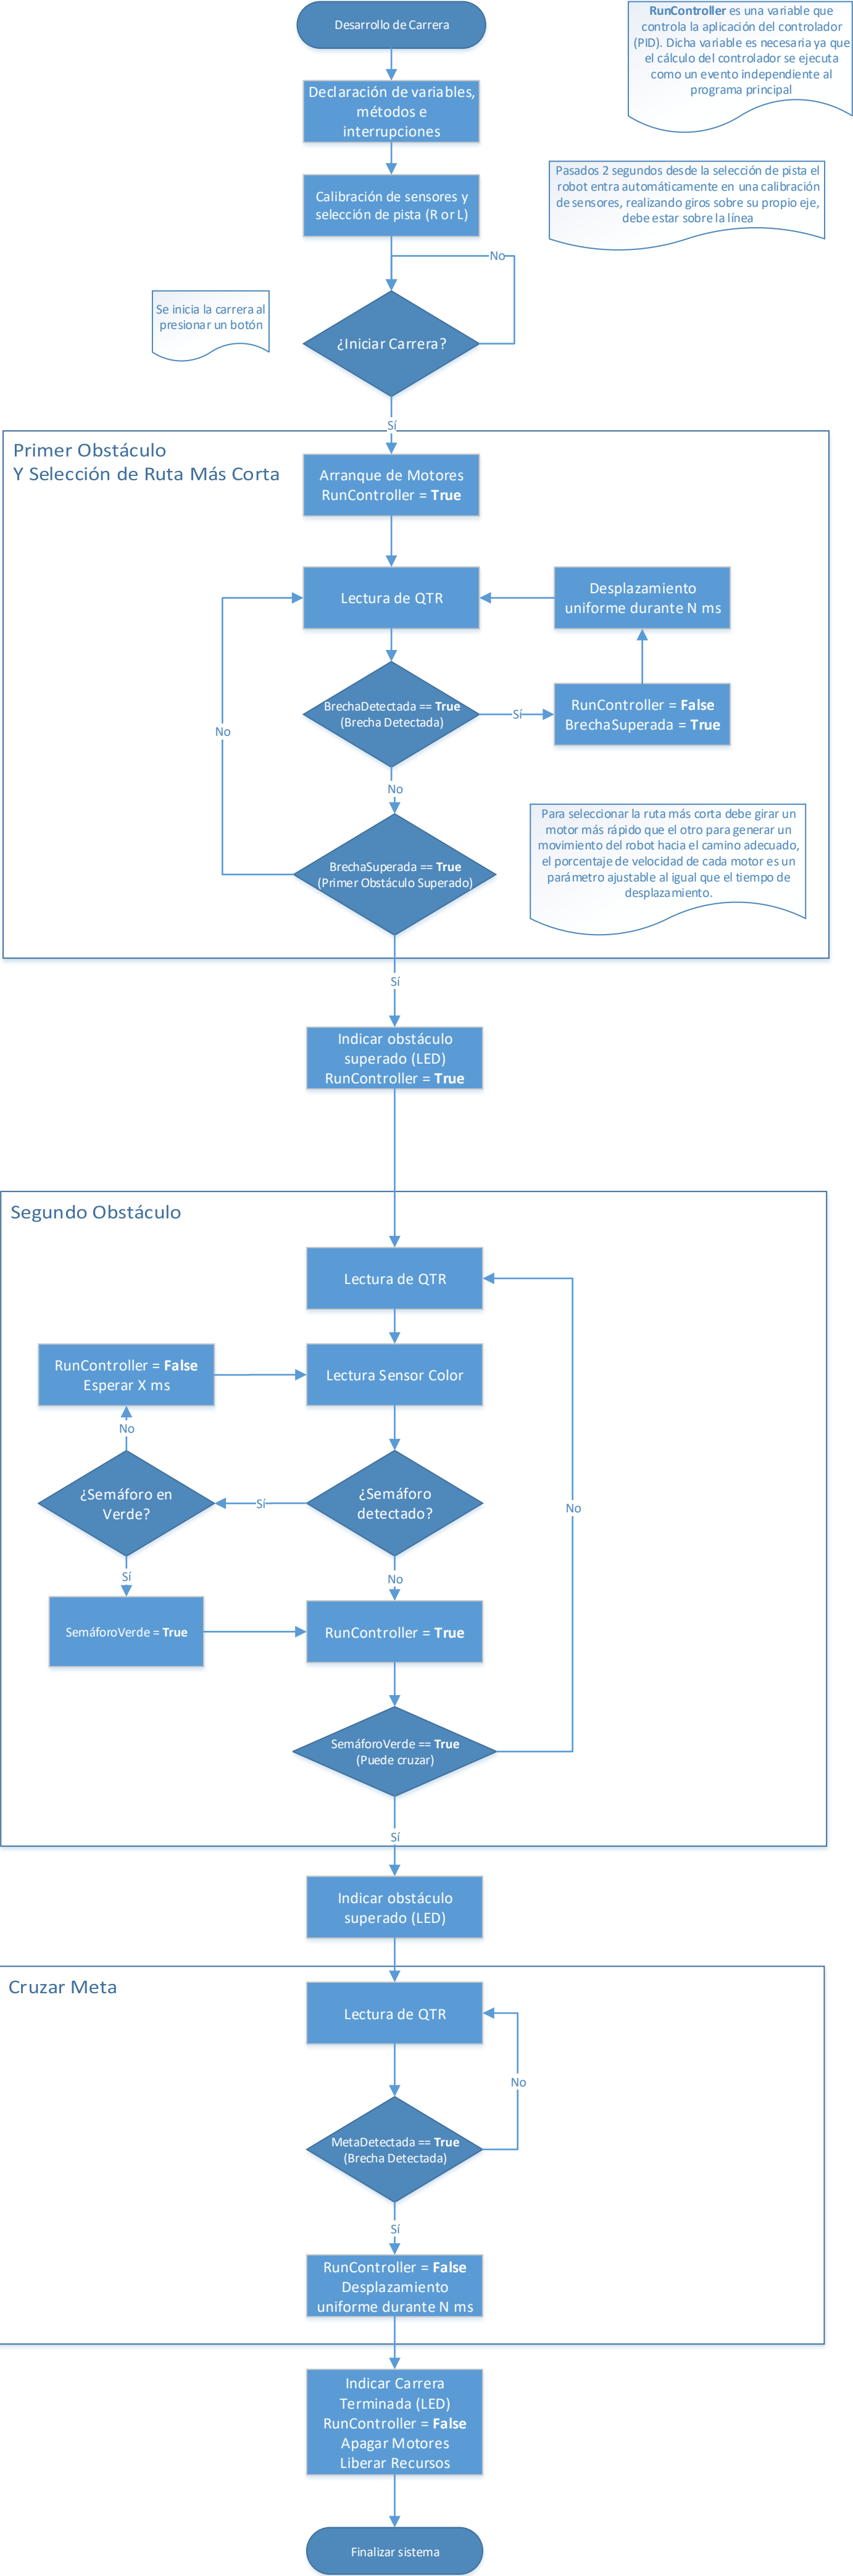 Desarrollo de Carrera
RunController es una variable que
controla la aplicación del controlador
(PID). Dicha variable es necesaria ya que
el cálculo del controlador se ejecuta
como un evento independiente al
programa principal
Declaración de variables,
métodos e
interrupciones
Pasados 2 segundos desde la selección de pista el
robot entra automáticamente en una calibración
de sensores, realizando giros sobre su propio eje,
debe estar sobre la línea
Calibración de sensores y
selección de pista (R or L)
No
Se inicia la carrera al
presionar un botón
¿Iniciar Carrera?
Sí
Primer Obstáculo
Y Selección de Ruta Más Corta
Arranque de Motores
RunController = True
Lectura de QTR
Desplazamiento
uniforme durante N ms
BrechaDetectada == True
(Brecha Detectada)
Sí
RunController = False
BrechaSuperada = True
No
No
Para seleccionar la ruta más corta debe girar un
motor más rápido que el otro para generar un
movimiento del robot hacia el camino adecuado,
el porcentaje de velocidad de cada motor es un
parámetro ajustable al igual que el tiempo de
desplazamiento.
BrechaSuperada == True
(Primer Obstáculo Superado)
Sí
Indicar obstáculo
superado (LED)
RunController = True
Segundo Obstáculo
Lectura de QTR
RunController = False
Esperar X ms
Lectura Sensor Color
No
¿Semáforo en
Verde?
Sí
¿Semáforo
detectado?
No
Sí
No
SemáforoVerde = True
RunController = True
SemáforoVerde == True
(Puede cruzar)
Sí
Indicar obstáculo
superado (LED)
Cruzar Meta
Lectura de QTR
No
MetaDetectada == True
(Brecha Detectada)
Sí
RunController = False
Desplazamiento
uniforme durante N ms
Indicar Carrera
Terminada (LED)
RunController = False
Apagar Motores
Liberar Recursos
Finalizar sistema